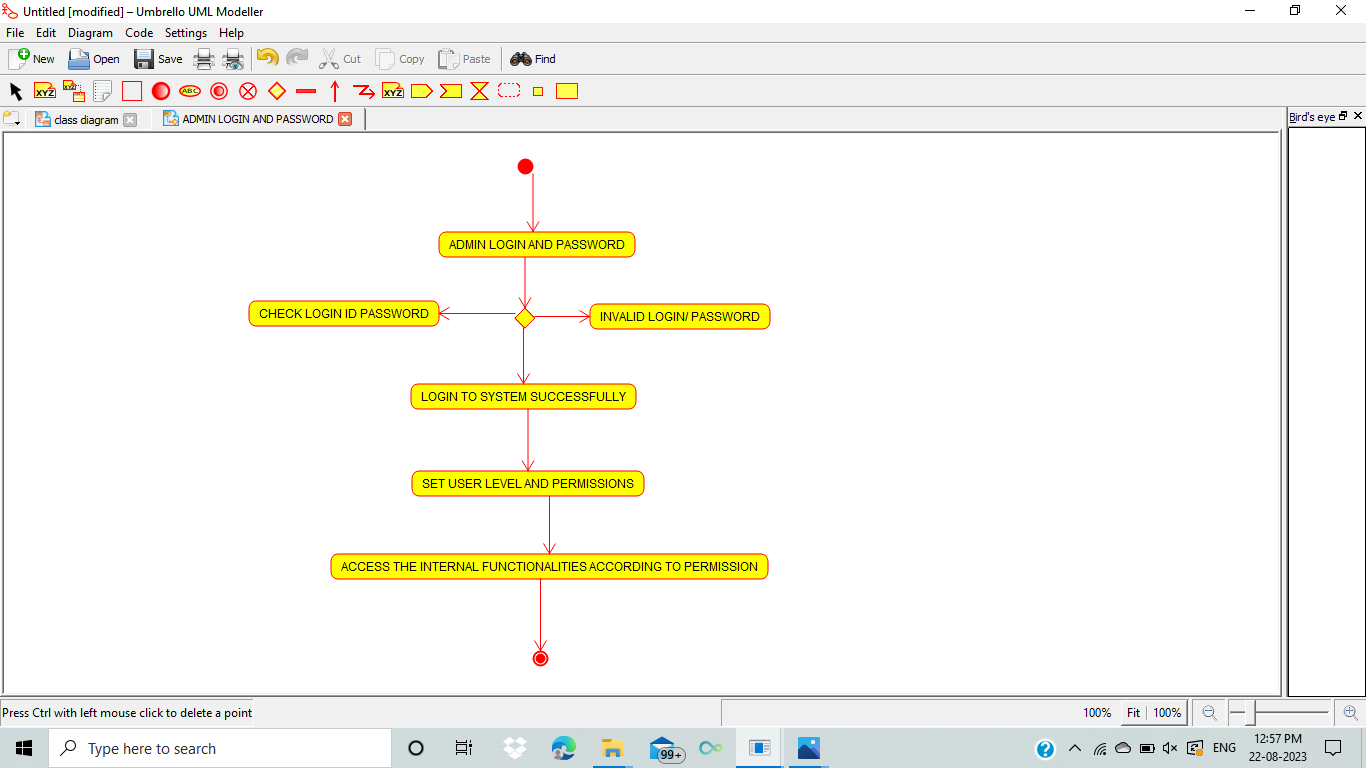 Untitled [modified] – Umbrello UML Modeller
File Edit Diagram Code Settings Help
New Open Save Cut Copy Paste Find
XYZ XYZ ABC XYZ
class diagram ADMIN LOGIN AND PASSWORD Bird's eye
ADMIN LOGIN AND PASSWORD
CHECK LOGIN ID PASSWORD INVALID LOGIN/ PASSWORD
LOGIN TO SYSTEM SUCCESSFULLY
SET USER LEVEL AND PERMISSIONS
ACCESS THE INTERNAL FUNCTIONALITIES ACCORDING TO PERMISSION
Press Ctrl with left mouse click to delete a point 100% Fit 100%
Type here to search 99+ ENG 12:57 PM
22-08-2023